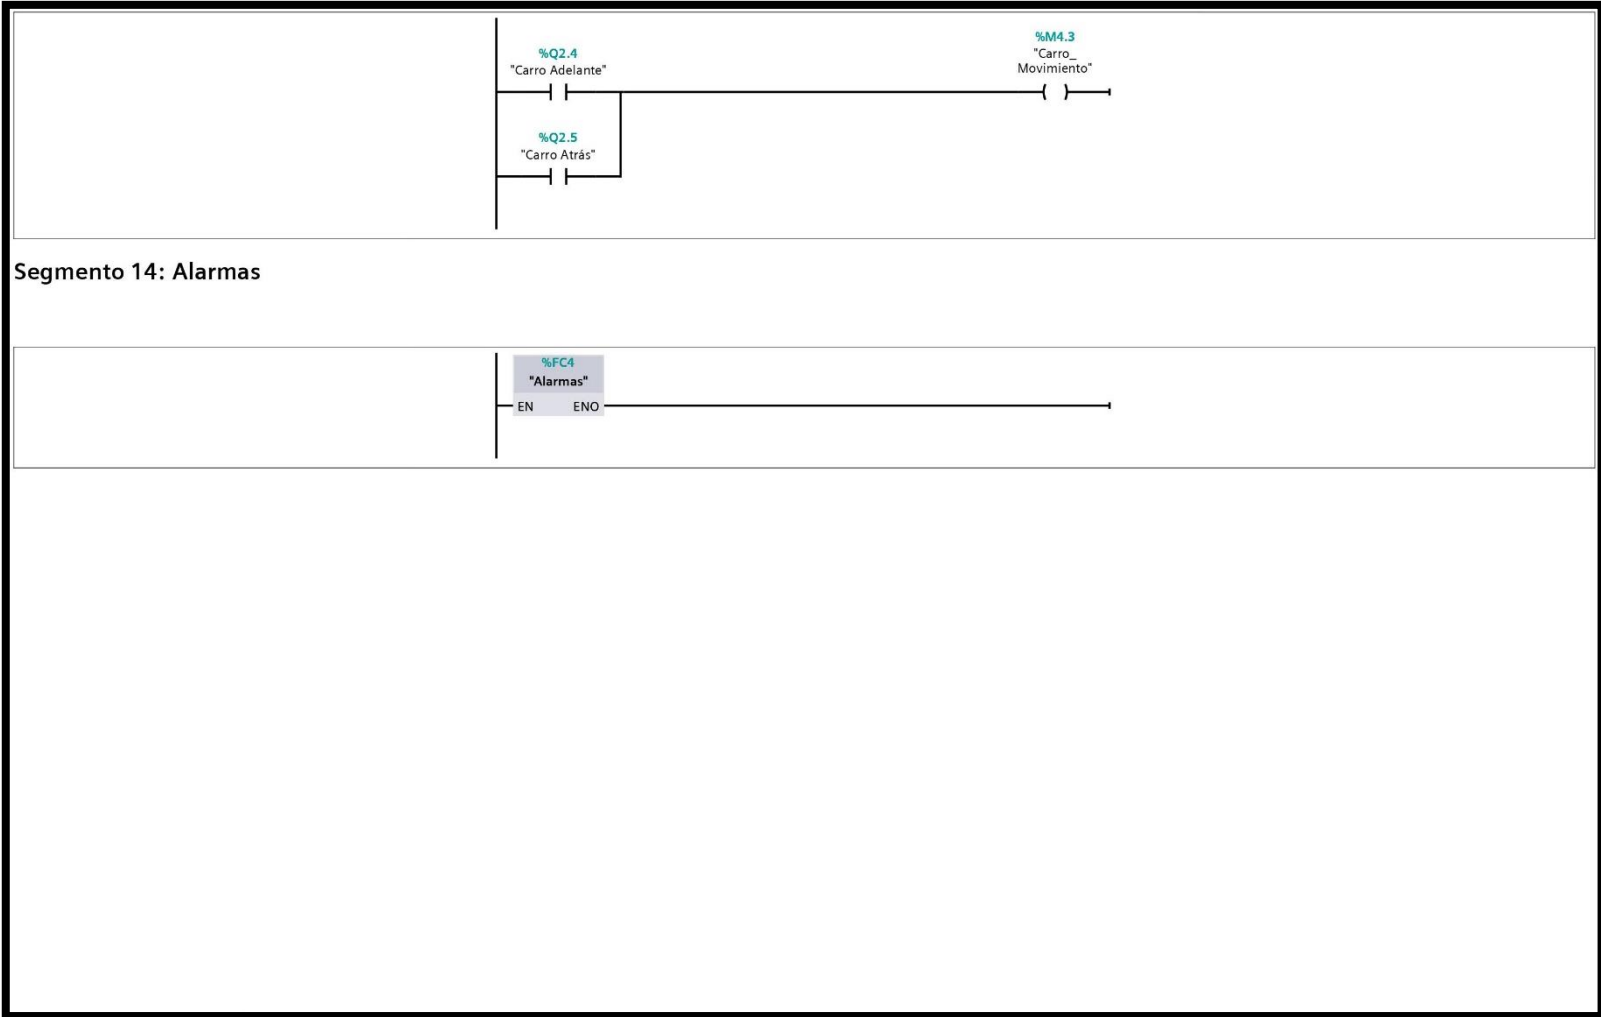 %Q2.4
"Carro Adelante"
%M4.3
"Carro_
Movimiento"
%Q2.5
"Carro Atrás"
Segmento 14: Alarmas
%FC4
"Alarmas"
EN ENO